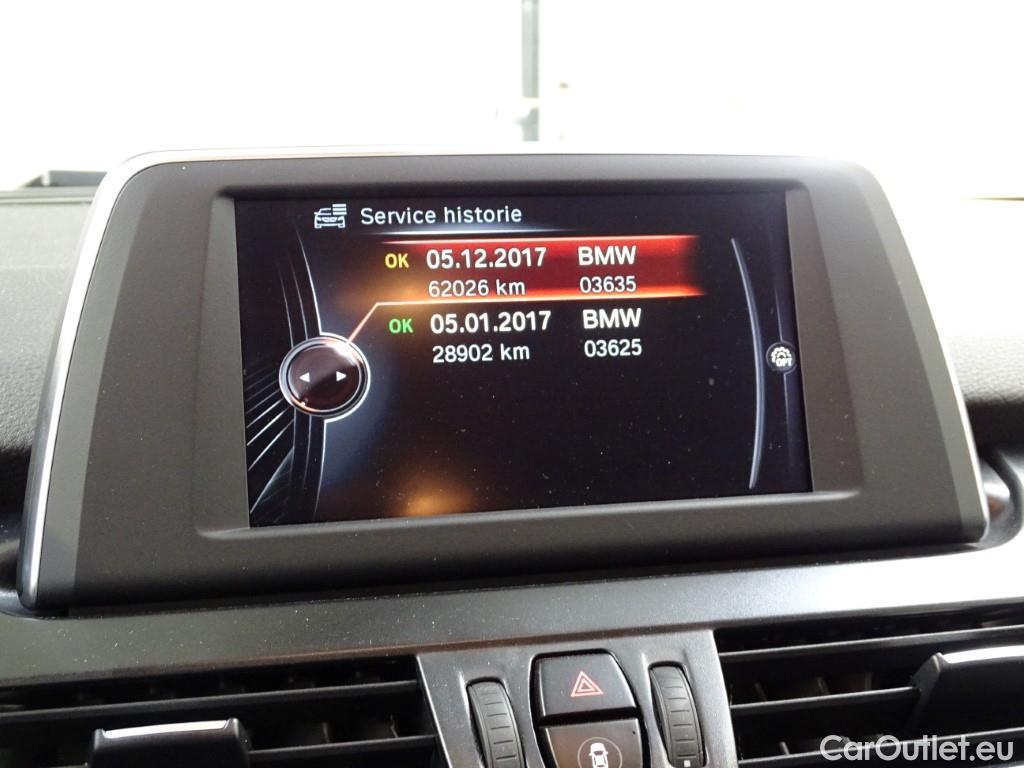 Service historie
OK 05.12.2017 BMW
62026 km 03635
OK 05.01.2017 BMW
28902 km 03625
OPT
CarOutlet.eu